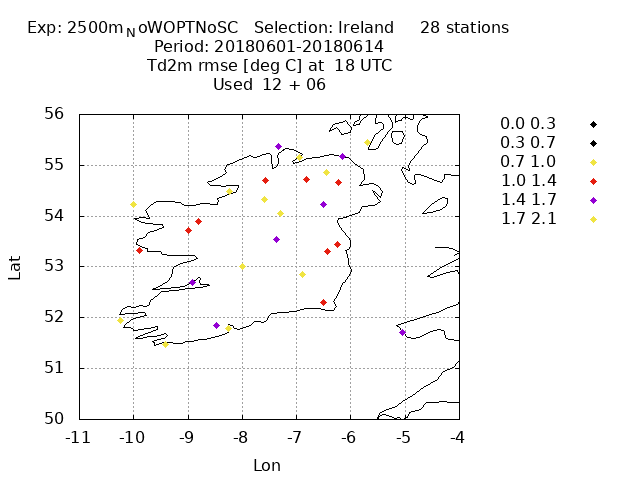 Exp: 2500m_NoWOPTNoSC   Selection: Ireland     28 stations
Period: 20180601-20180614
Td2m rmse [deg C] at  18 UTC
Used  12 + 06
56
55
54
53
52
51
50
-11 -10 -9 -8 -7 -6 -5 -4
Lat
Lon
0.0 0.3
0.3 0.7
0.7 1.0
1.0 1.4
1.4 1.7
1.7 2.1